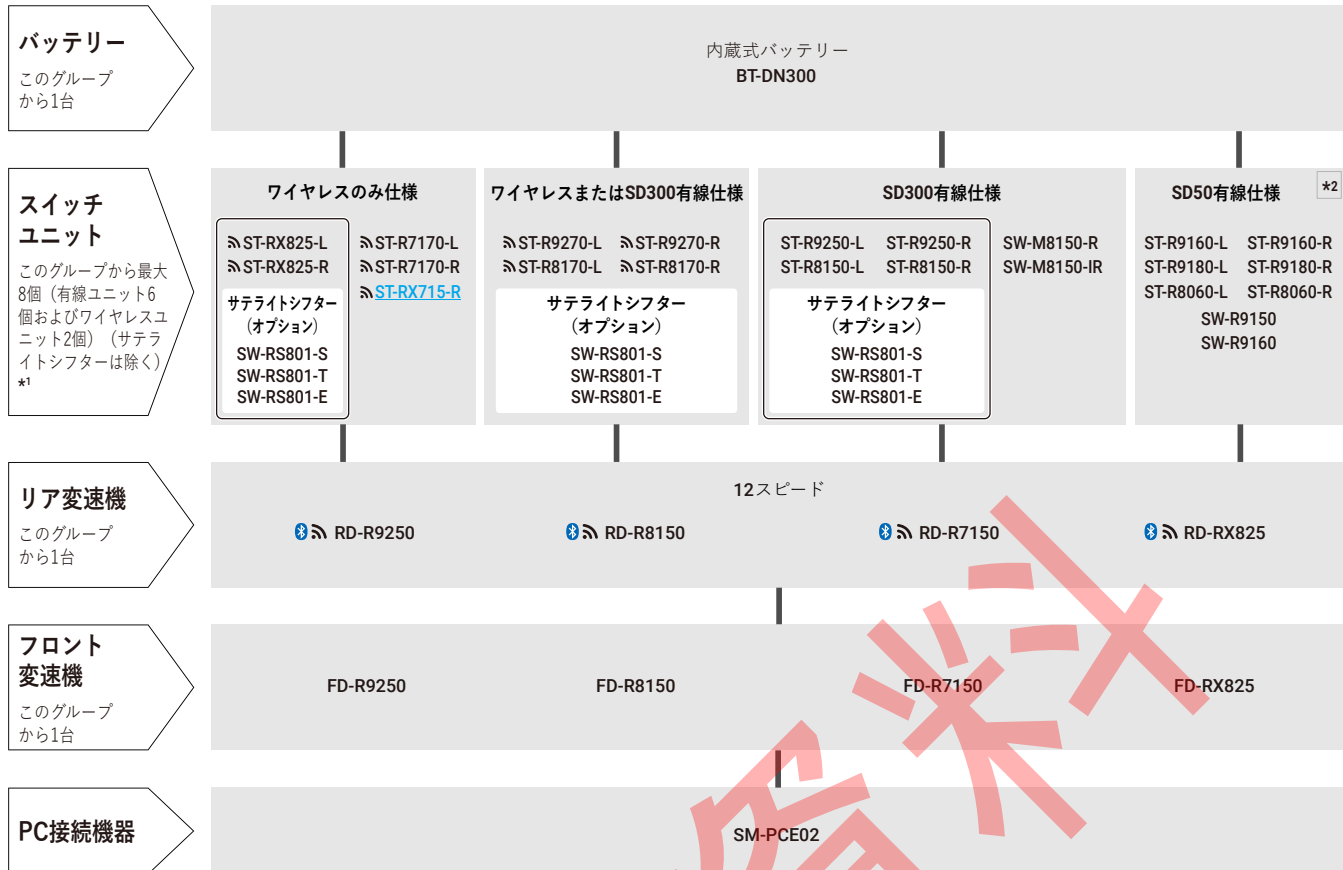 バッテリー
このグループ
から1台
内蔵式バッテリー
BT-DN300
スイッチ
ユニット
このグループから最大
8個（有線ユニット6
個およびワイヤレスユ
ニット2個）（サテラ
イトシフターは除く）
*1
ワイヤレスのみ仕様
ST-RX825-L
ST-RX825-R
サテライトシフター
（オプション）
SW-RS801-S
SW-RS801-T
SW-RS801-E
ST-R7170-L
ST-R7170-R
ST-RX715-R
ワイヤレスまたはSD300有線仕様
ST-R9270-L ST-R9270-R
ST-R8170-L ST-R8170-R
サテライトシフター
（オプション）
SW-RS801-S
SW-RS801-T
SW-RS801-E
SD300有線仕様
ST-R9250-L ST-R9250-R
ST-R8150-L ST-R8150-R
サテライトシフター
（オプション）
SW-RS801-S
SW-RS801-T
SW-RS801-E
SW-M8150-R
SW-M8150-IR
SD50有線仕様 *2
ST-R9160-L ST-R9160-R
ST-R9180-L ST-R9180-R
ST-R8060-L ST-R8060-R
SW-R9150
SW-R9160
リア変速機
このグループ
から1台
12スピード
RD-R9250 RD-R8150 RD-R7150 RD-RX825
フロント
変速機
このグループ
から1台
FD-R9250 FD-R8150 FD-R7150 FD-RX825
PC接続機器
SM-PCE02
資料